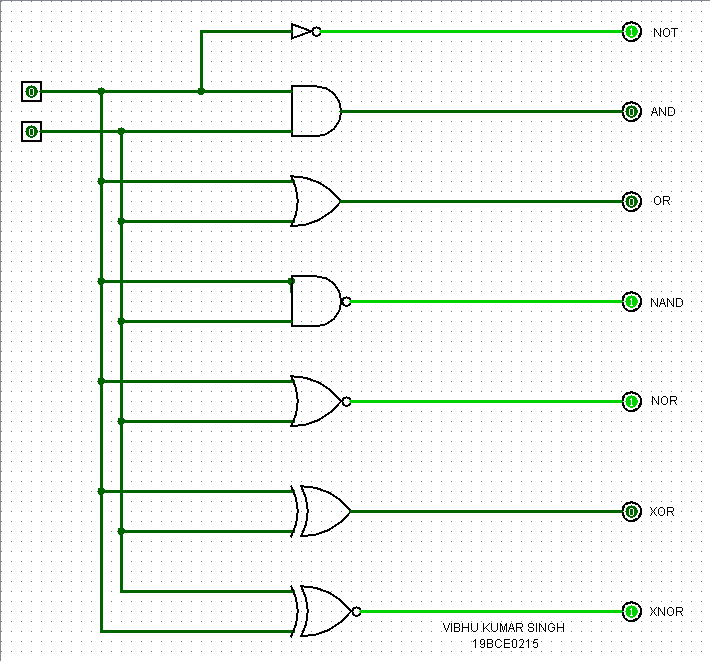 1 NOT
0
0 AND
0
0 OR
1 NAND
1 NOR
0 XOR
1 XNOR
VIBHU KUMAR SINGH
19BCE0215